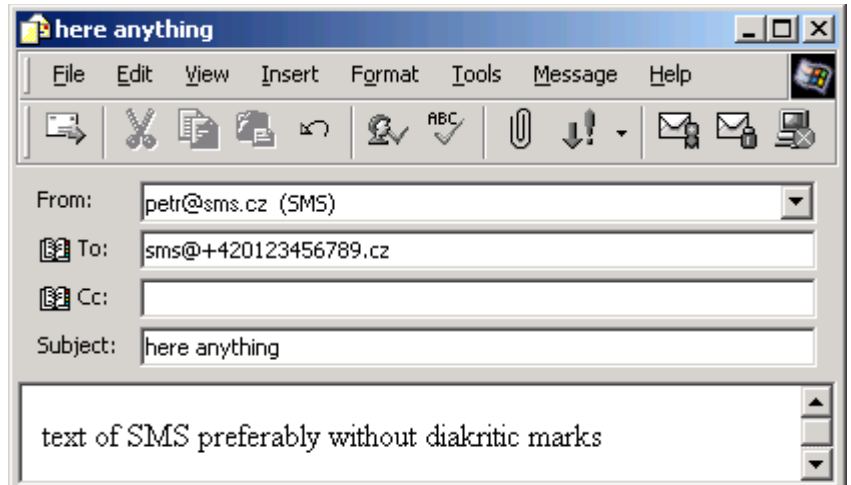 here anything
File Edit View Insert Format Tools Message Help
ABC
From: petr@sms.cz (SMS)
To: sms@+420123456789.cz
Cc:
Subject: here anything
text of SMS preferably without diakritic marks